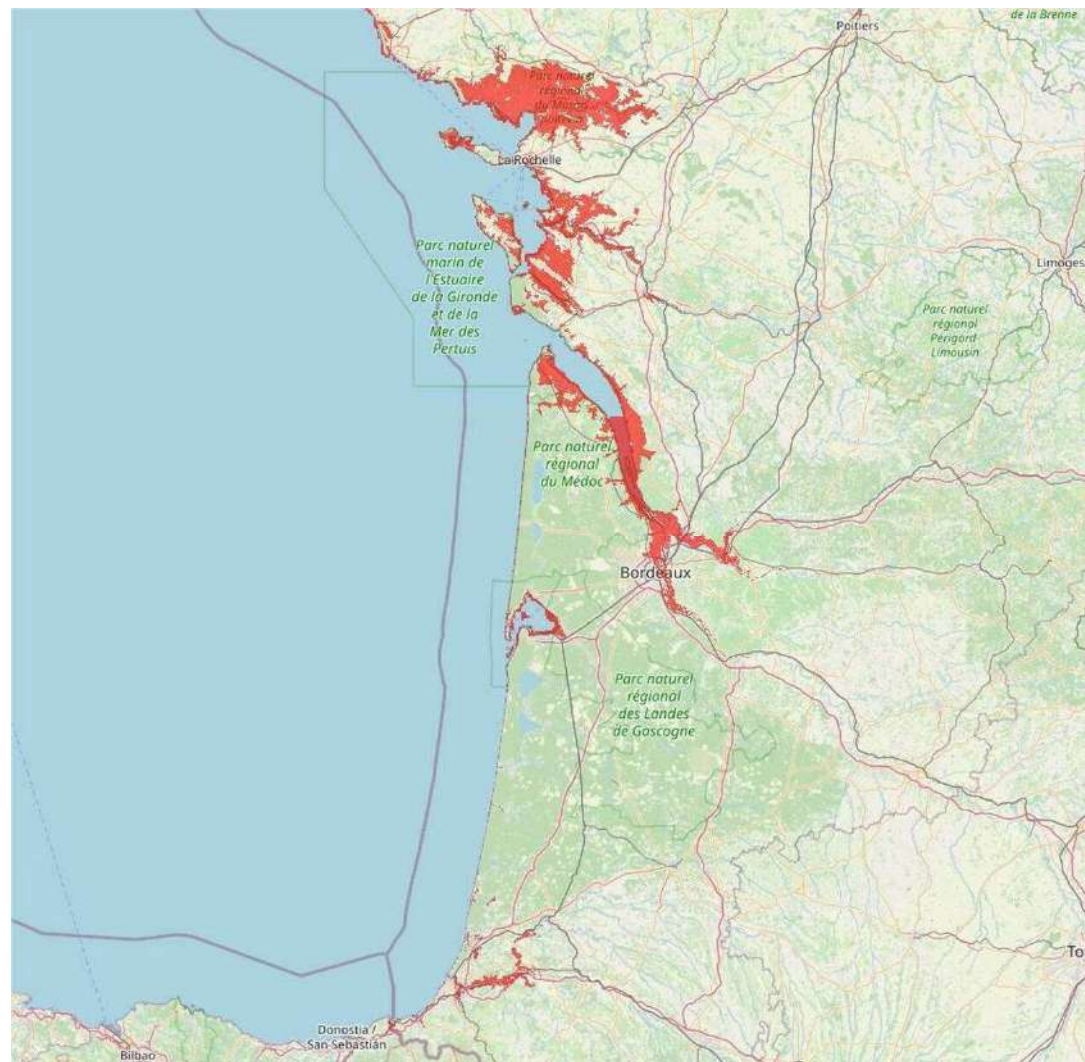 de la Brenne
Poitiers
Parc naturel
régional
du Marais
poitevin
La Rochelle
Parc naturel
marin de
l'Estuaire
de la Gironde
et de la
Mer des
Pertuis
Limoges
Parc naturel
régional
Périgord
Limousin
Parc naturel
régional
du Médoc
Bordeaux
Parc naturel
régional
des Landes
de Gascogne
To
Donostia /
San Sebastián
Bilbao